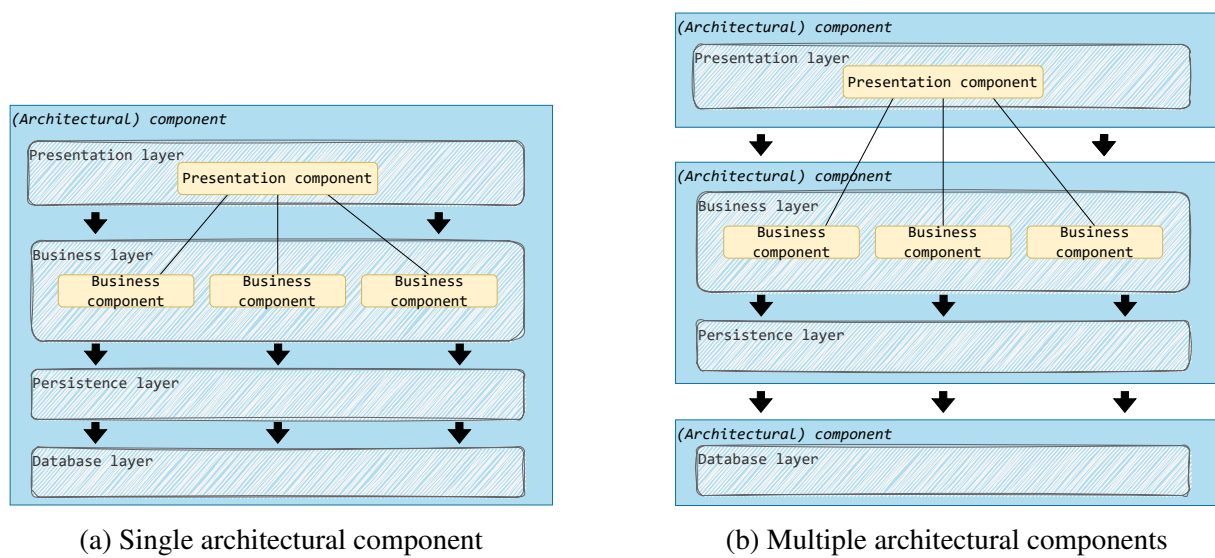 (Architectural) component
Presentation layer
Presentation component
Business layer
Business
component
Business
component
Business
component
Persistence layer
Database layer
(a) Single architectural component
(Architectural) component
Presentation layer
Presentation component
(Architectural) component
Business layer
Business
component
Business
component
Business
component
Persistence layer
(Architectural) component
Database layer
(b) Multiple architectural components